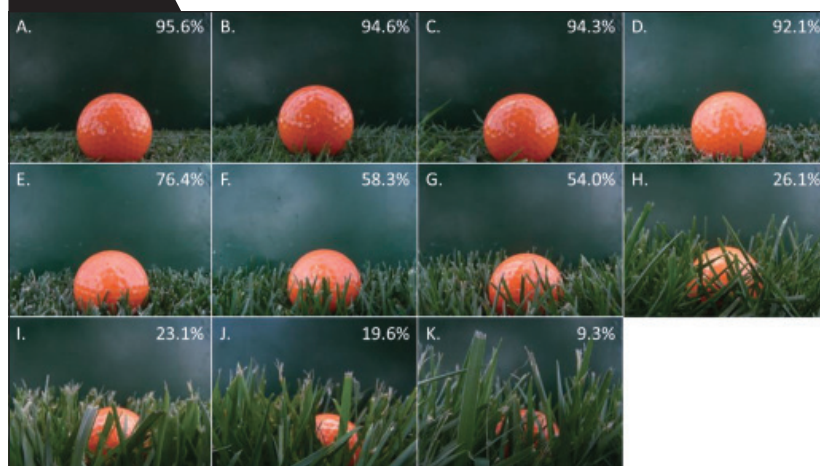 A. 95.6%
B. 94.6%
C. 94.3%
D. 92.1%
E. 76.4%
F. 58.3%
G. 54.0%
H. 26.1%
I. 23.1%
J. 19.6%
K. 9.3%